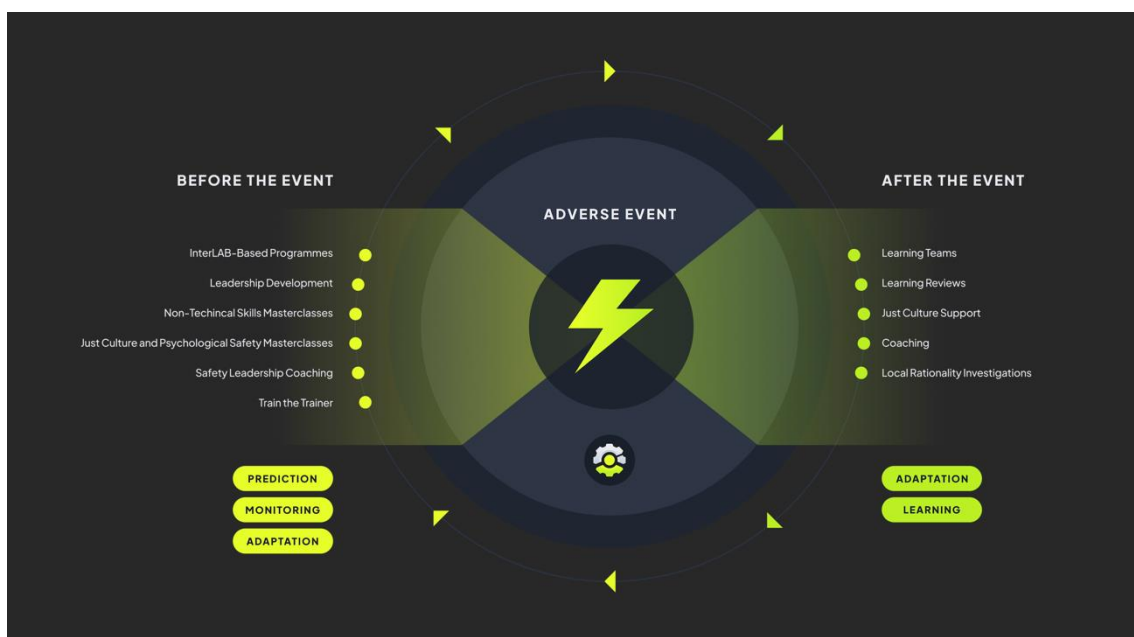 BEFORE THE EVENT
InterLAB-Based Programmes
Leadership Development
Non-Techincal Skills Masterclasses
Just Culture and Psychological Safety Masterclasses
Safety Leadership Coaching
Train the Trainer
PREDICTION
MONITORING
ADAPTATION
ADVERSE EVENT
AFTER THE EVENT
Learning Teams
Learning Reviews
Just Culture Support
Coaching
Local Rationality Investigations
ADAPTATION
LEARNING